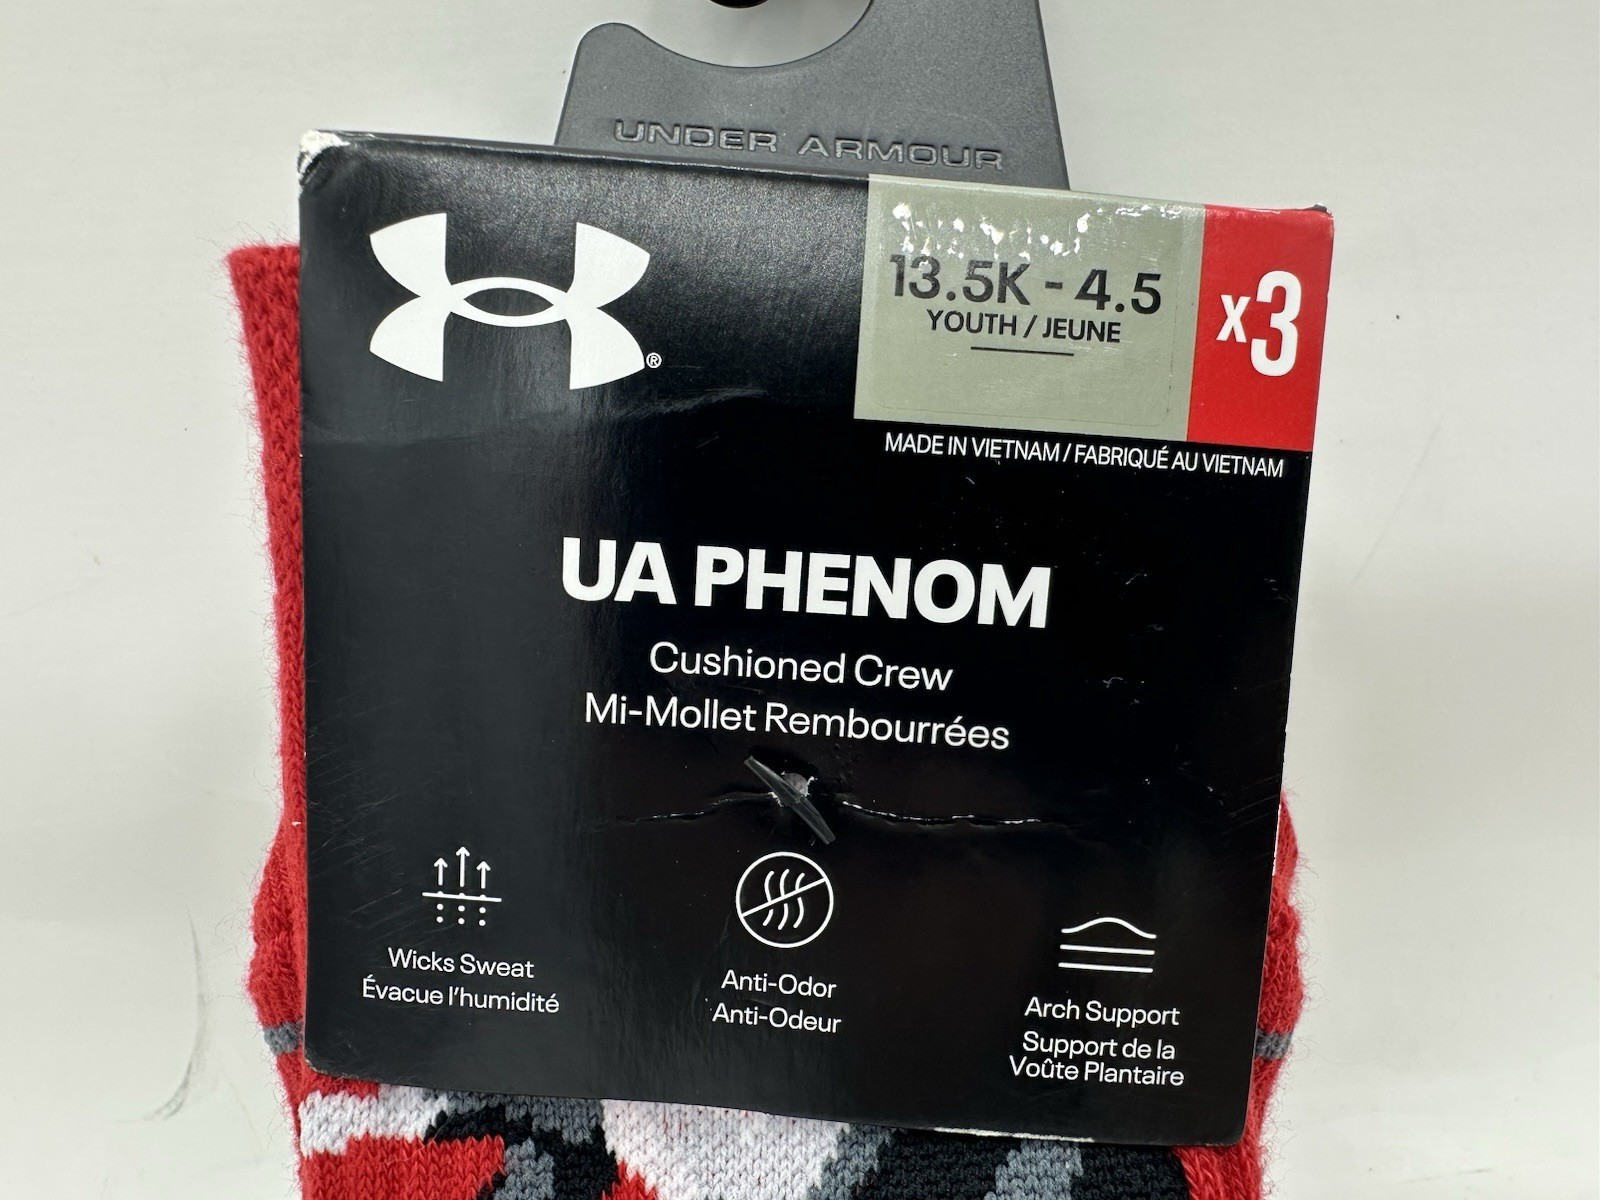 UNDER ARMOUR
13.5K - 4.5
YOUTH / JEUNE
x3
®
MADE IN VIETNAM / FABRIQUÉ AU VIETNAM
UA PHENOM
Cushioned Crew
Mi-Mollet Rembourrées
Wicks Sweat
Évacue l'humidité
Anti-Odor
Anti-Odeur
Arch Support
Support de la
Voûte Plantaire